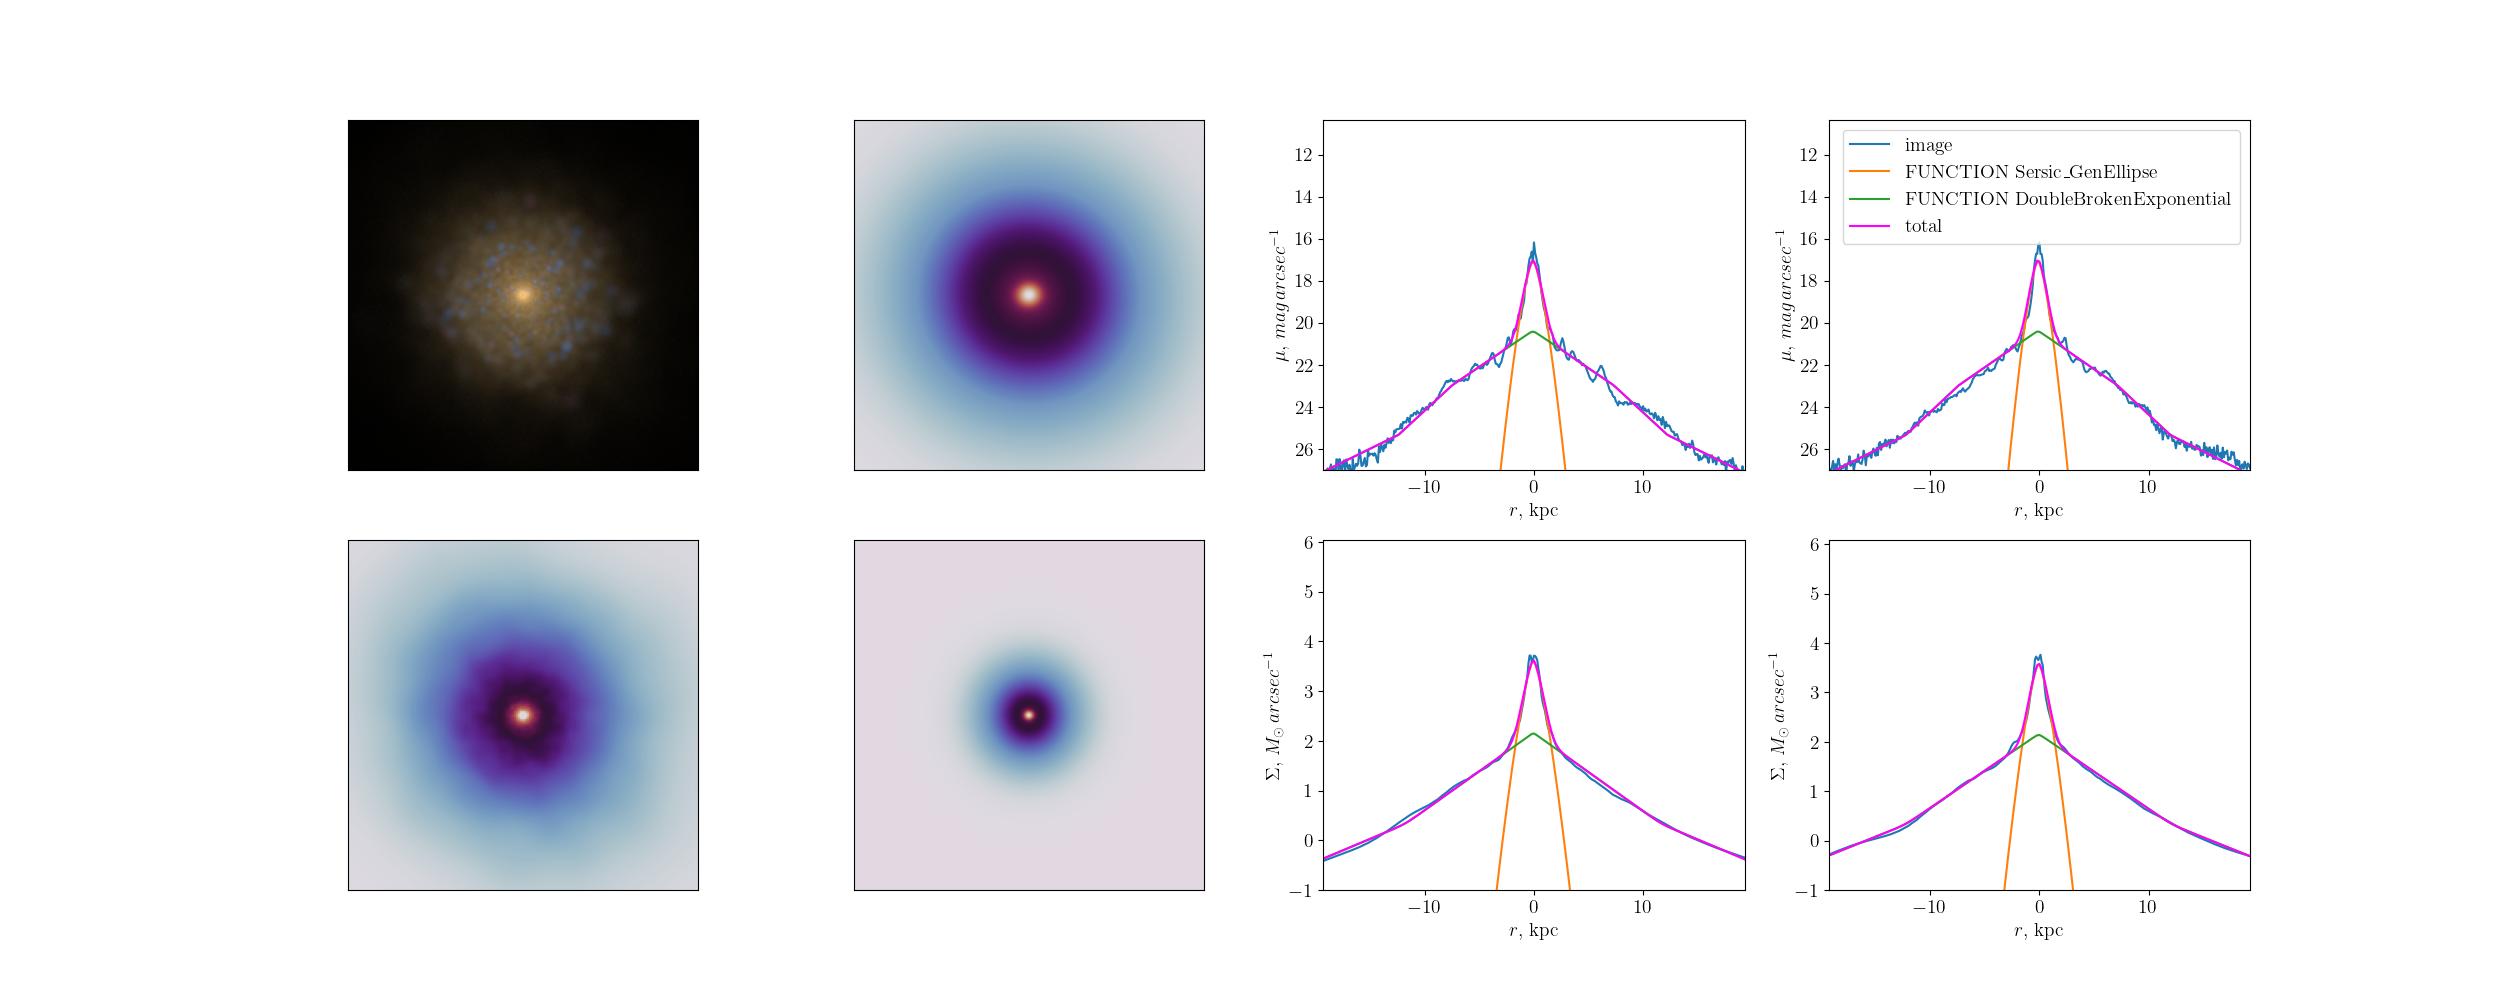 12
14
16
18
20
22
24
26
μ, mag arcsec⁻¹
−10 0 10
r, kpc
12
14
16
18
20
22
24
26
μ, mag arcsec⁻¹
image
FUNCTION Sersic_GenEllipse
FUNCTION DoubleBrokenExponential
total
−10 0 10
r, kpc
6
5
4
3
2
1
0
−1
Σ, M⊙ arcsec⁻¹
−10 0 10
r, kpc
6
5
4
3
2
1
0
−1
Σ, M⊙ arcsec⁻¹
−10 0 10
r, kpc